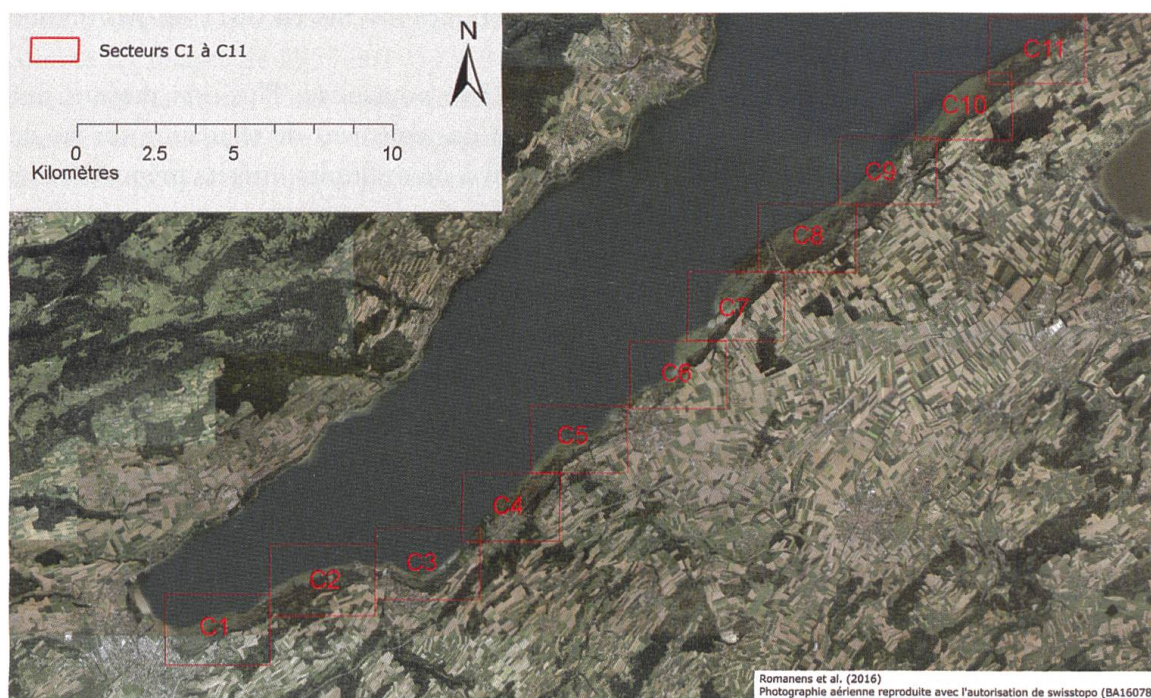 Secteurs C1 à C11
N
0 2.5 5 10
Kilomètres
C11
C10
C9
C8
C7
C6
C5
C4
C3
C2
C1
Romanens et al. (2016)
Photographie aérienne reproduite avec l'autorisation de swisstopo (BA16078